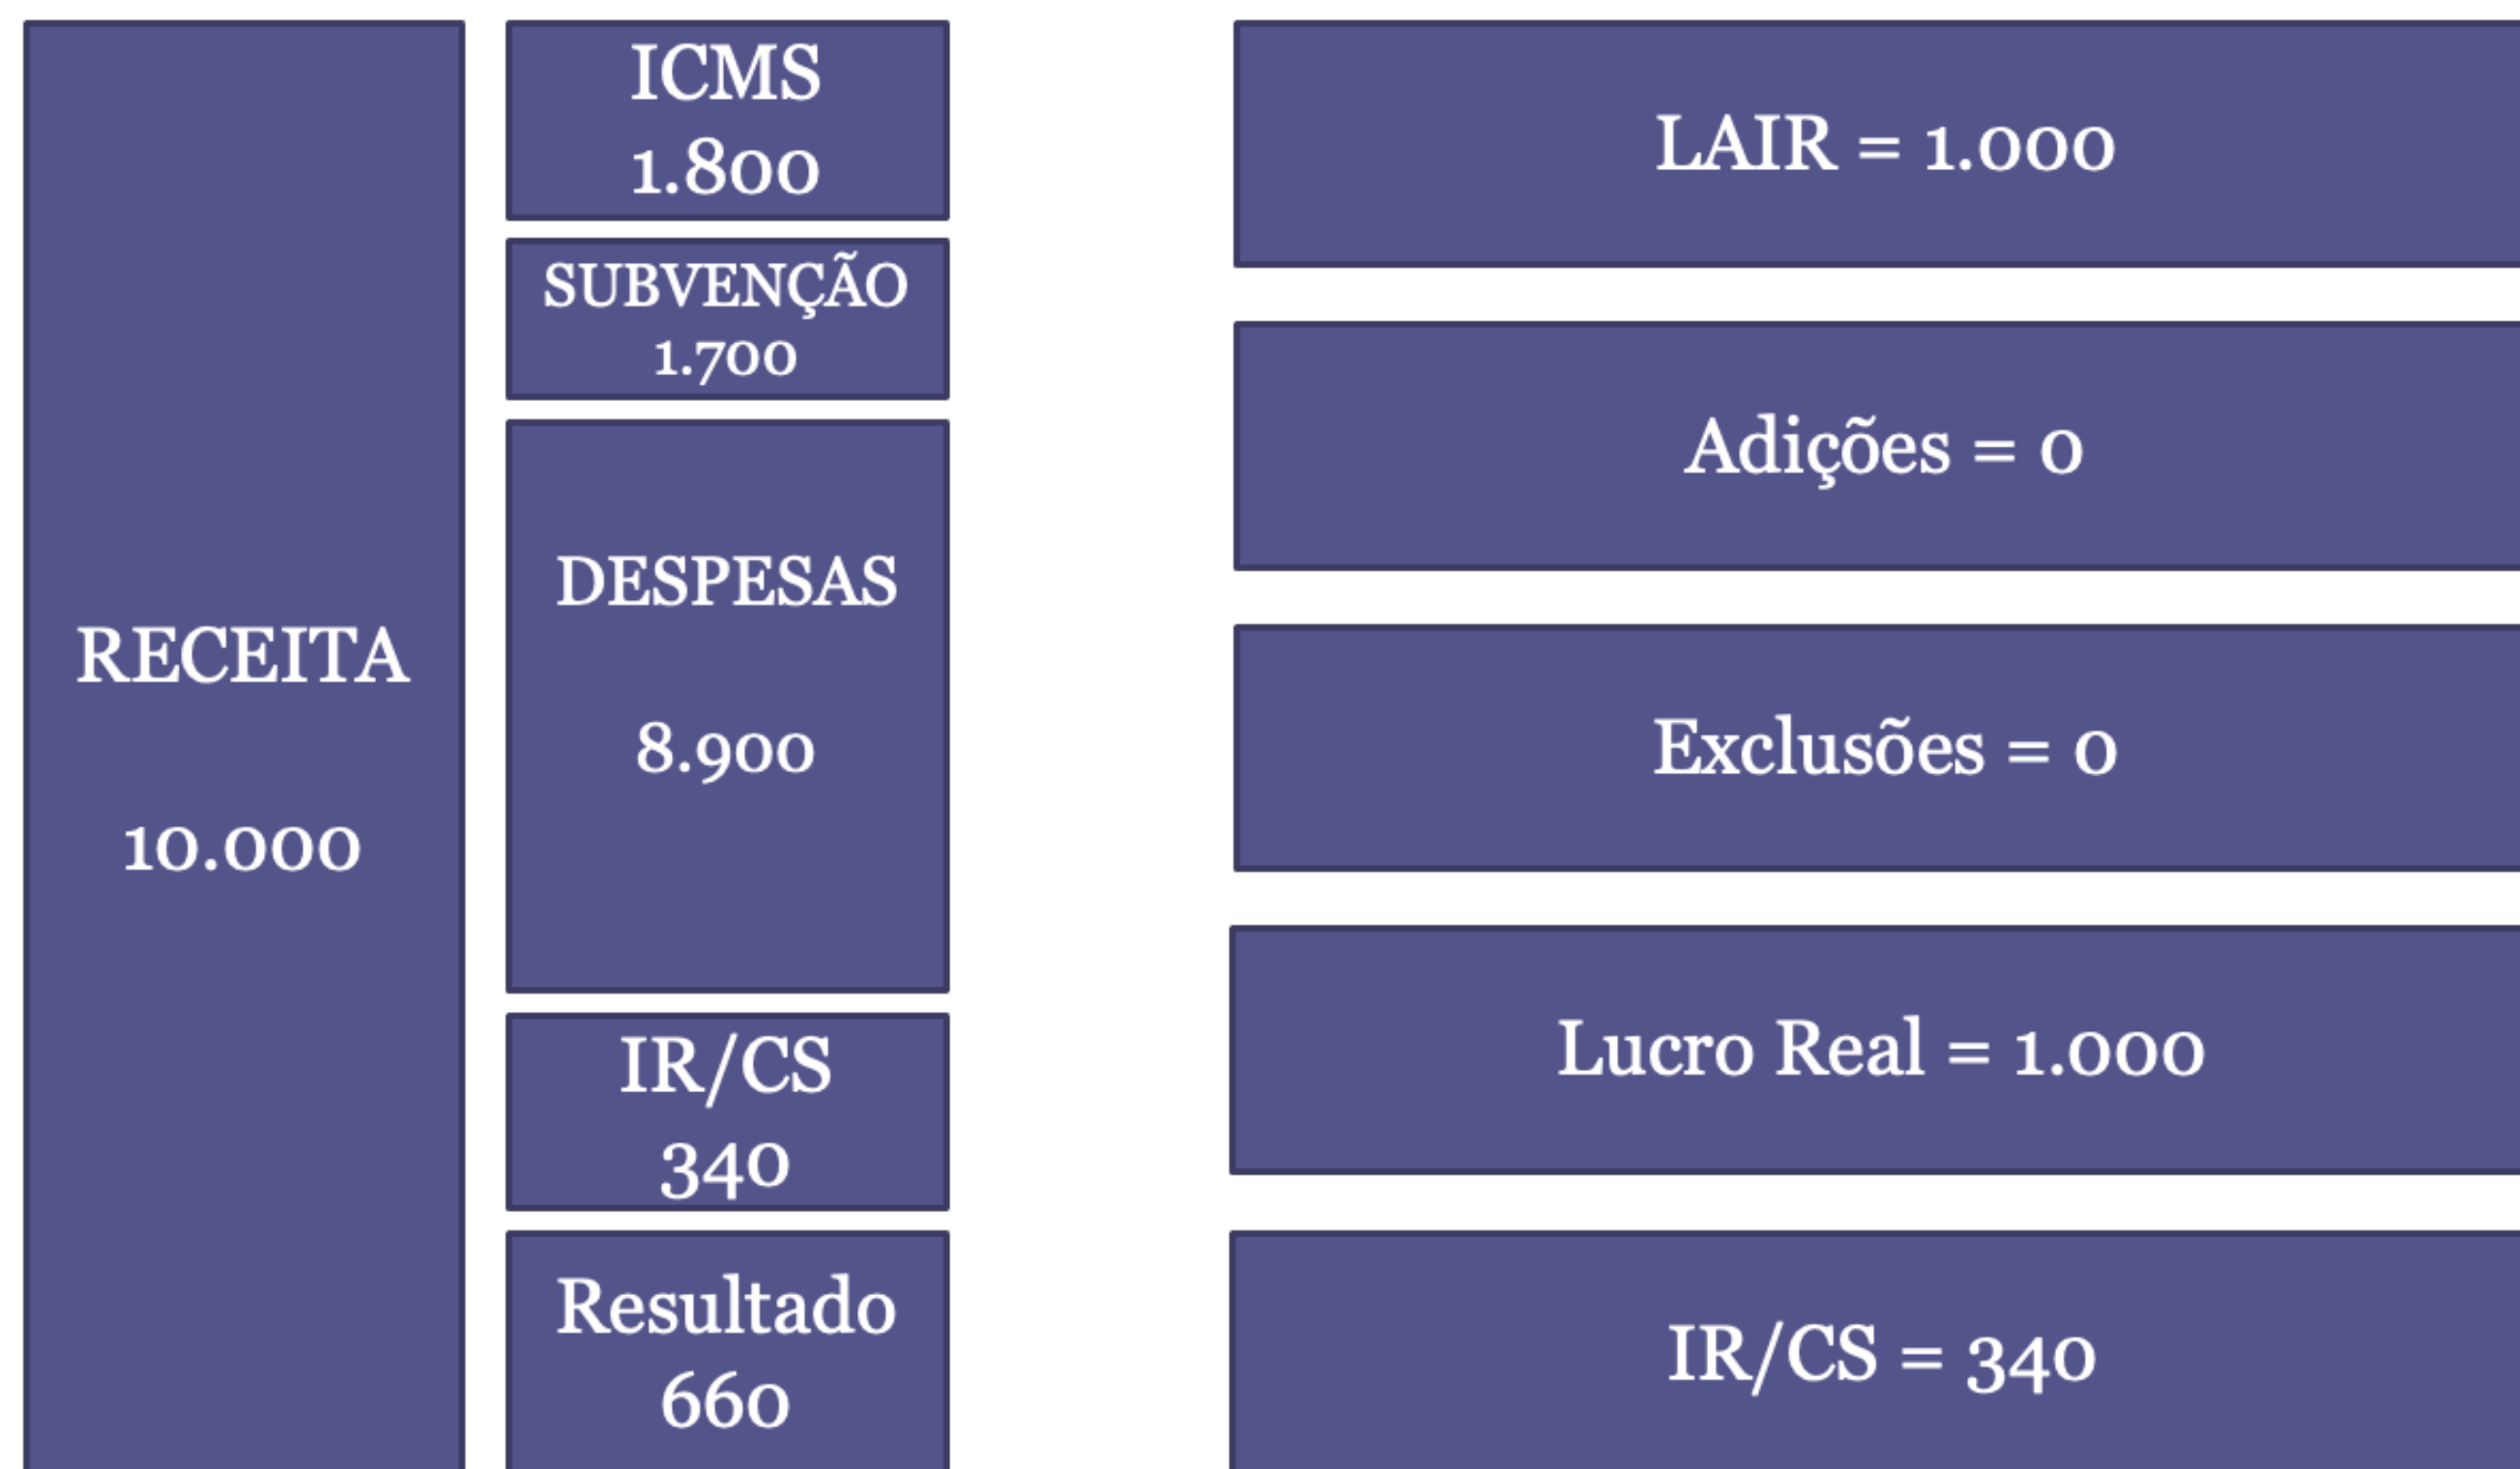 RECEITA
10.000
ICMS
1.800
SUBVENÇÃO
1.700
DESPESAS
8.900
IR/CS
340
Resultado
660
LAIR = 1.000
Adições = 0
Exclusões = 0
Lucro Real = 1.000
IR/CS = 340